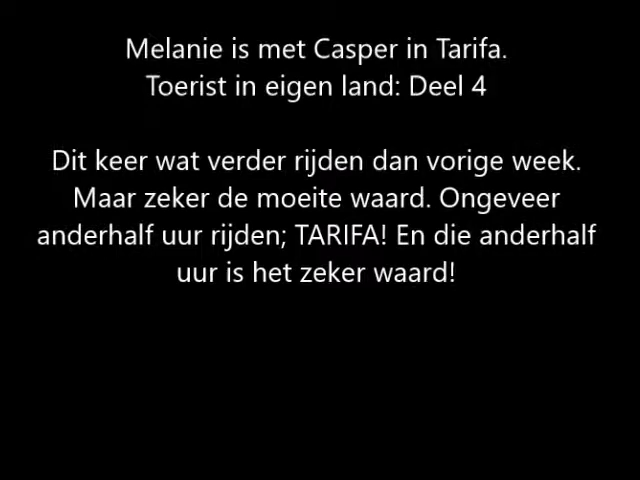 Melanie is met Casper in Tarifa.
Toerist in eigen land: Deel 4
Dit keer wat verder rijden dan vorige week.
Maar zeker de moeite waard. Ongeveer
anderhalf uur rijden; TARIFA! En die anderhalf
uur is het zeker waard!